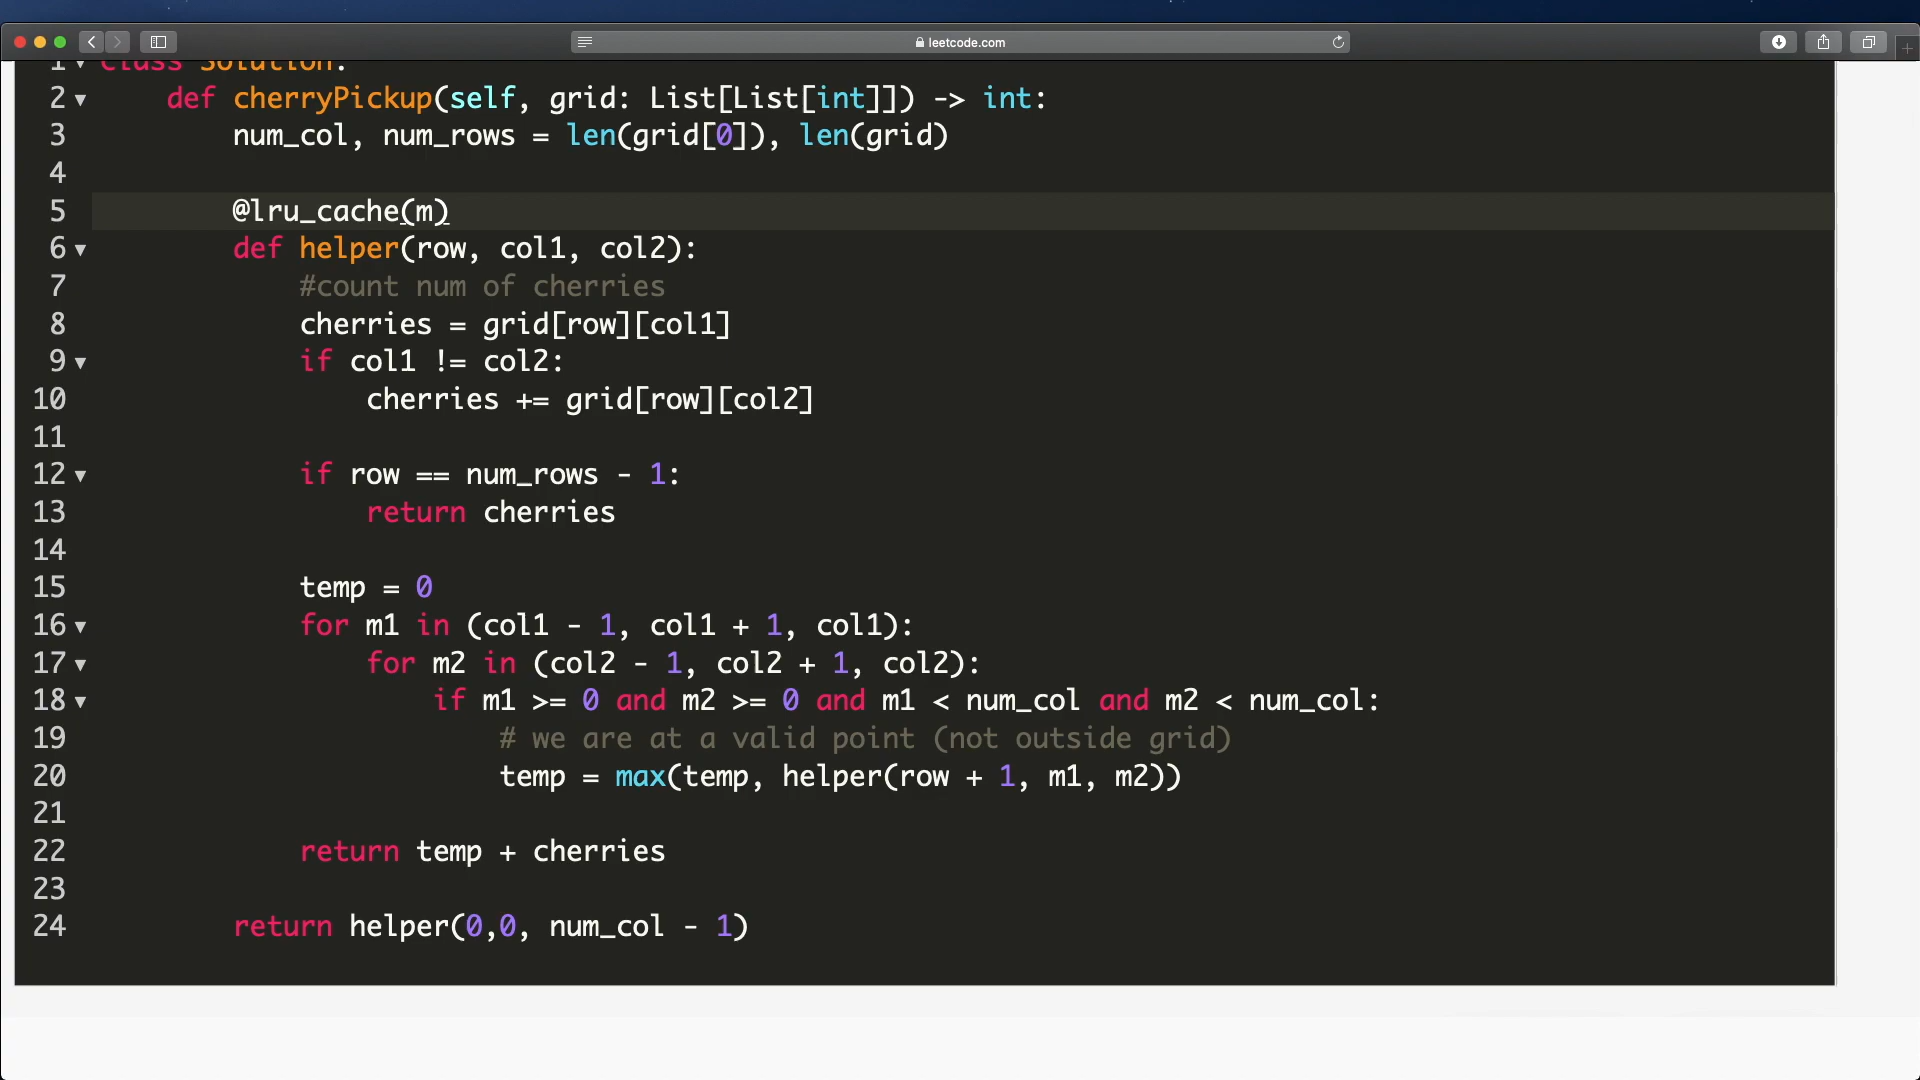 leetcode.com
1 class Solution:
2 def cherryPickup(self, grid: List[List[int]]) -> int:
3 num_col, num_rows = len(grid[0]), len(grid)
4
5 @lru_cache(m)
6 def helper(row, col1, col2):
7 #count num of cherries
8 cherries = grid[row][col1]
9 if col1 != col2:
10 cherries += grid[row][col2]
11
12 if row == num_rows - 1:
13 return cherries
14
15 temp = 0
16 for m1 in (col1 - 1, col1 + 1, col1):
17 for m2 in (col2 - 1, col2 + 1, col2):
18 if m1 >= 0 and m2 >= 0 and m1 < num_col and m2 < num_col:
19 # we are at a valid point (not outside grid)
20 temp = max(temp, helper(row + 1, m1, m2))
21
22 return temp + cherries
23
24 return helper(0,0, num_col - 1)